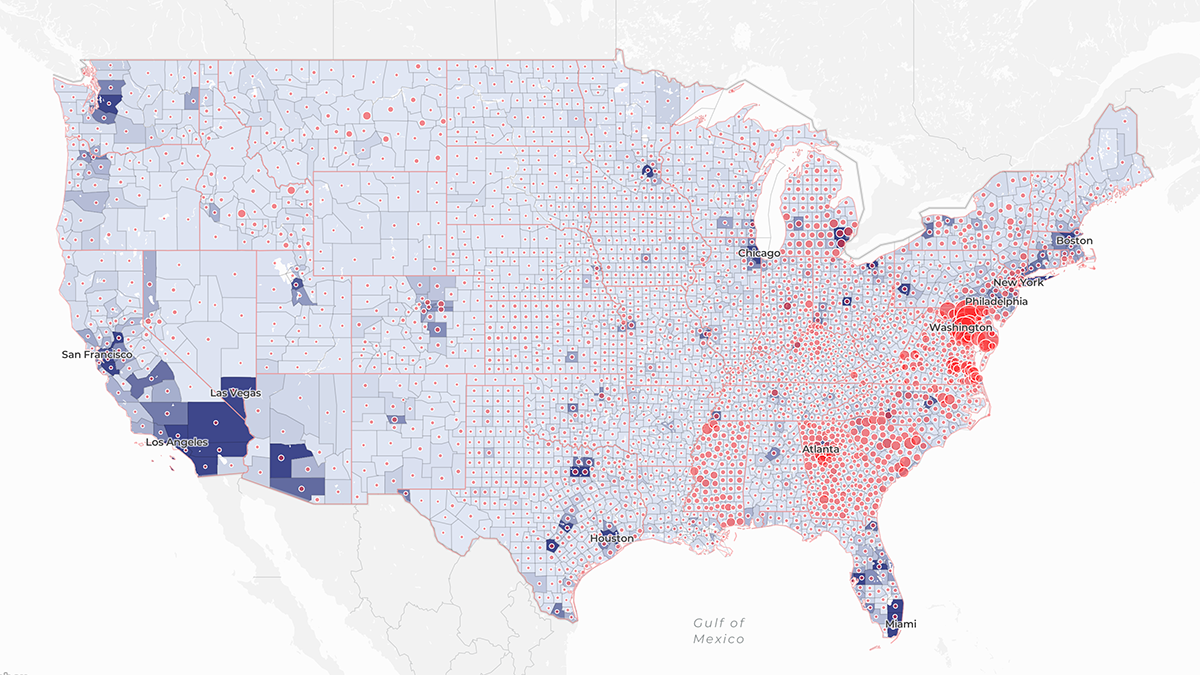 Boston
Chicago
New York
Philadelphia
Washington
San Francisco
Las Vegas
Los Angeles
Atlanta
Houston
Miami
Gulf of
Mexico